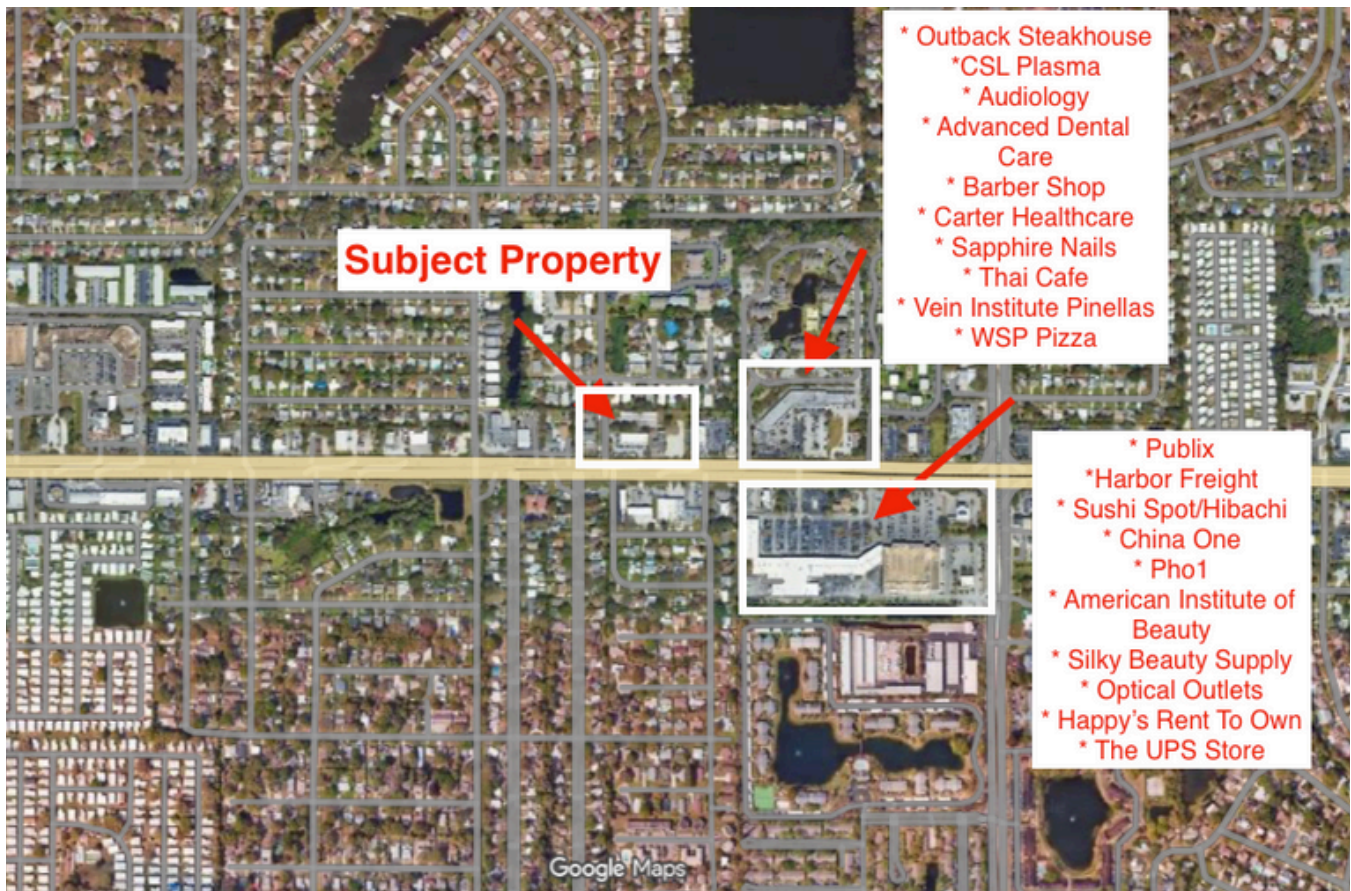 * Outback Steakhouse
*CSL Plasma
* Audiology
* Advanced Dental
Care
* Barber Shop
* Carter Healthcare
* Sapphire Nails
* Thai Cafe
* Vein Institute Pinellas
* WSP Pizza
Subject Property
* Publix
*Harbor Freight
* Sushi Spot/Hibachi
* China One
* Pho1
* American Institute of
Beauty
* Silky Beauty Supply
* Optical Outlets
* Happy's Rent To Own
* The UPS Store
Google Maps